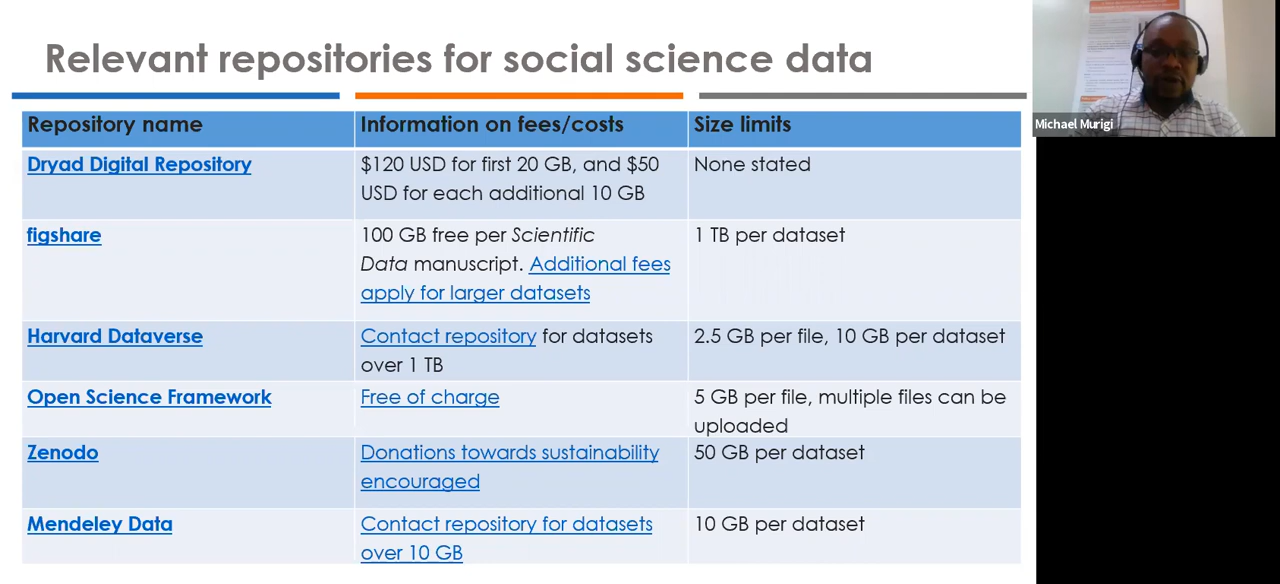 Relevant repositories for social science data
Repository name
Information on fees/costs
Size limits
Dryad Digital Repository
$120 USD for first 20 GB, and $50
USD for each additional 10 GB
None stated
figshare
100 GB free per Scientific
Data manuscript. Additional fees
apply for larger datasets
1 TB per dataset
Harvard Dataverse
Contact repository for datasets
over 1 TB
2.5 GB per file, 10 GB per dataset
Open Science Framework
Free of charge
5 GB per file, multiple files can be
uploaded
Zenodo
Donations towards sustainability
encouraged
50 GB per dataset
Mendeley Data
Contact repository for datasets
over 10 GB
10 GB per dataset
Michael Murigi